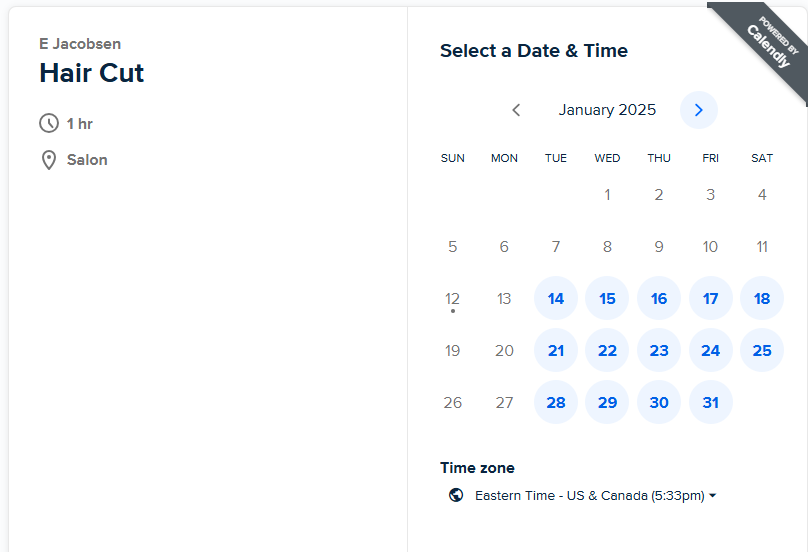 E Jacobsen
Hair Cut
1 hr
Salon
POWERED BY
Calendly
Select a Date & Time
January 2025
SUN MON TUE WED THU FRI SAT
1 2 3 4
5 6 7 8 9 10 11
12 13 14 15 16 17 18
19 20 21 22 23 24 25
26 27 28 29 30 31
Time zone
Eastern Time - US & Canada (5:33pm)